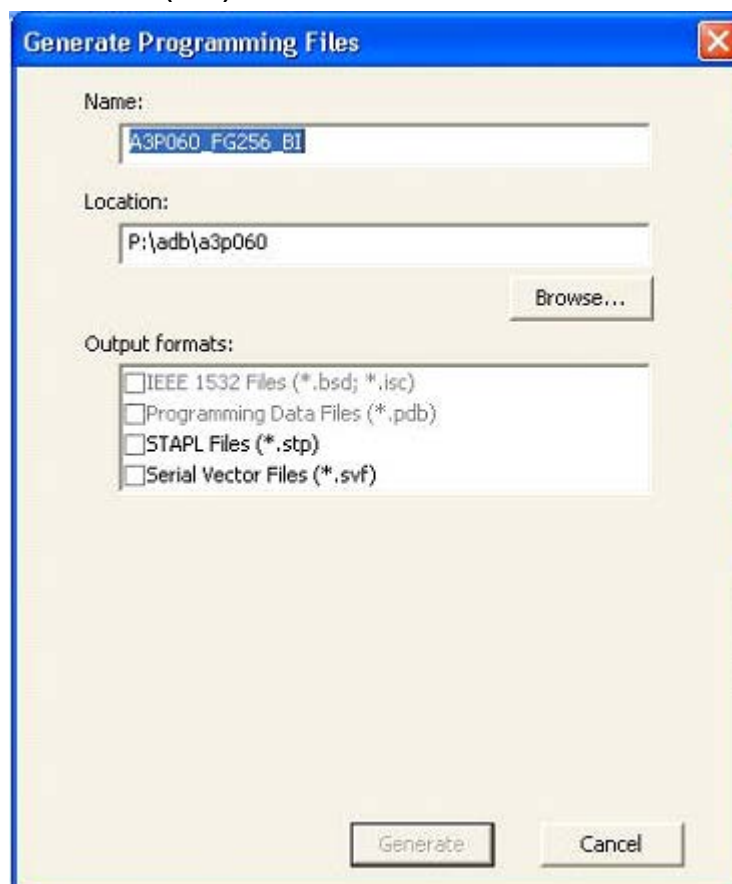 Generate Programming Files
Name:
A3P060_FG256_BI
Location:
P:\adb\a3p060
Browse...
Output formats:
IEEE 1532 Files (*.bsd; *.isc)
Programming Data Files (*.pdb)
STAPL Files (*.stp)
Serial Vector Files (*.svf)
Generate
Cancel